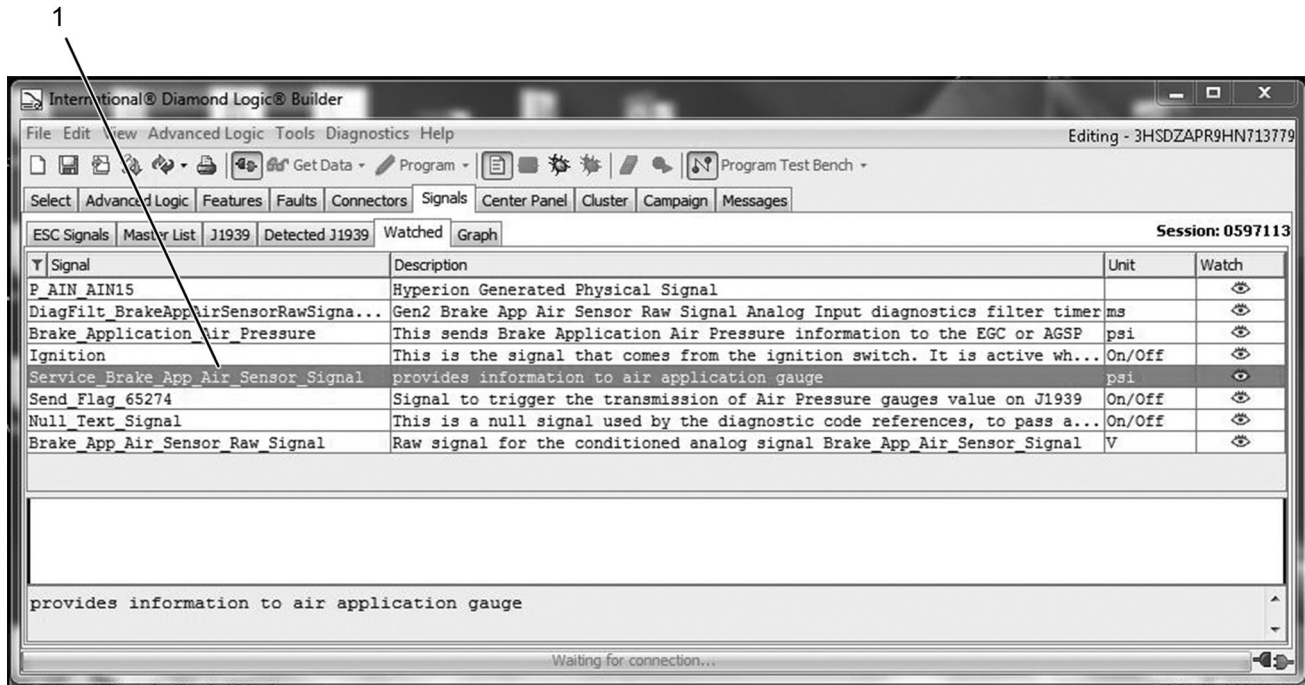 1
International® Diamond Logic® Builder
File Edit View Advanced Logic Tools Diagnostics Help Editing - 3HSDZAPR9HN713779
Get Data Program Program Test Bench
Select Advanced Logic Features Faults Connectors Signals Center Panel Cluster Campaign Messages
ESC Signals Master List J1939 Detected J1939 Watched Graph Session: 0597113
Signal Description Unit Watch
P_AIN_AIN15 Hyperion Generated Physical Signal
DiagFilt_BrakeAppAirSensorRawSigna... Gen2 Brake App Air Sensor Raw Signal Analog Input diagnostics filter timer ms
Brake_Application_Air_Pressure This sends Brake Application Air Pressure information to the EGC or AGSP psi
Ignition This is the signal that comes from the ignition switch. It is active wh... On/Off
Service_Brake_App_Air_Sensor_Signal provides information to air application gauge psi
Send_Flag_65274 Signal to trigger the transmission of Air Pressure gauges value on J1939 On/Off
Null_Text_Signal This is a null signal used by the diagnostic code references, to pass a... On/Off
Brake_App_Air_Sensor_Raw_Signal Raw signal for the conditioned analog signal Brake_App_Air_Sensor_Signal V
provides information to air application gauge
Waiting for connection...